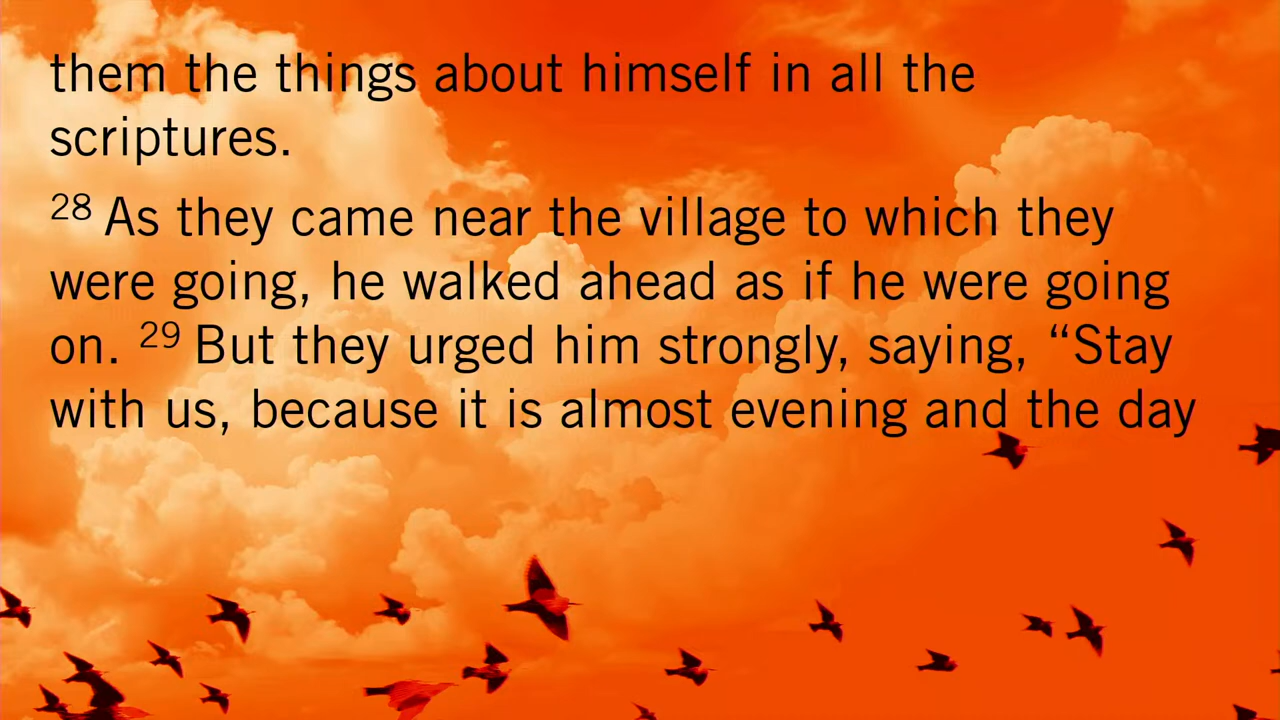 them the things about himself in all the
scriptures.
28 As they came near the village to which they
were going, he walked ahead as if he were going
on. 29 But they urged him strongly, saying, “Stay
with us, because it is almost evening and the day